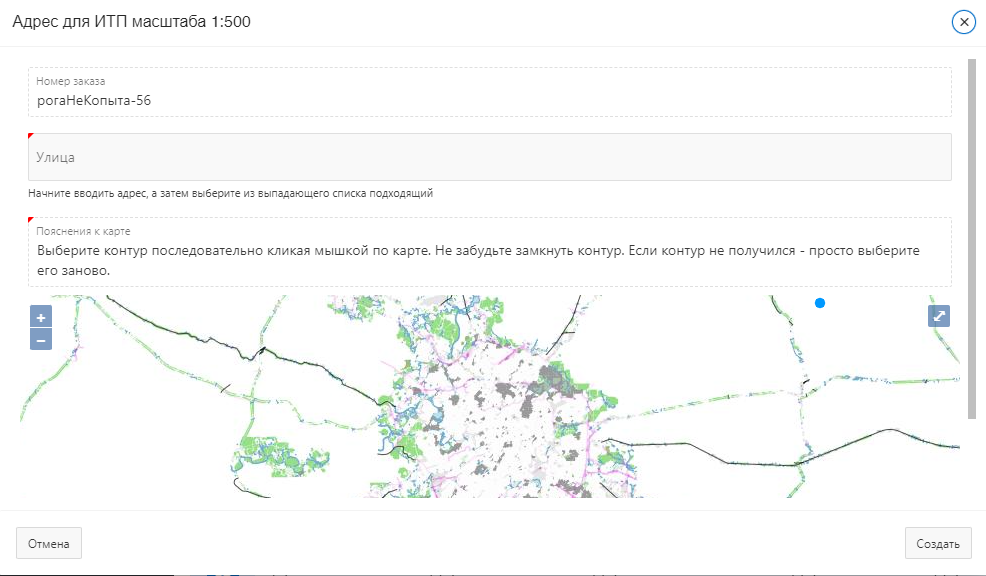 Адрес для ИТП масштаба 1:500
Номер заказа
рогаНеКопыта-56
Улица
Начните вводить адрес, а затем выберите из выпадающего списка подходящий
Пояснения к карте
Выберите контур последовательно кликая мышкой по карте. Не забудьте замкнуть контур. Если контур не получился - просто выберите
его заново.
+
–
Отмена
Создать